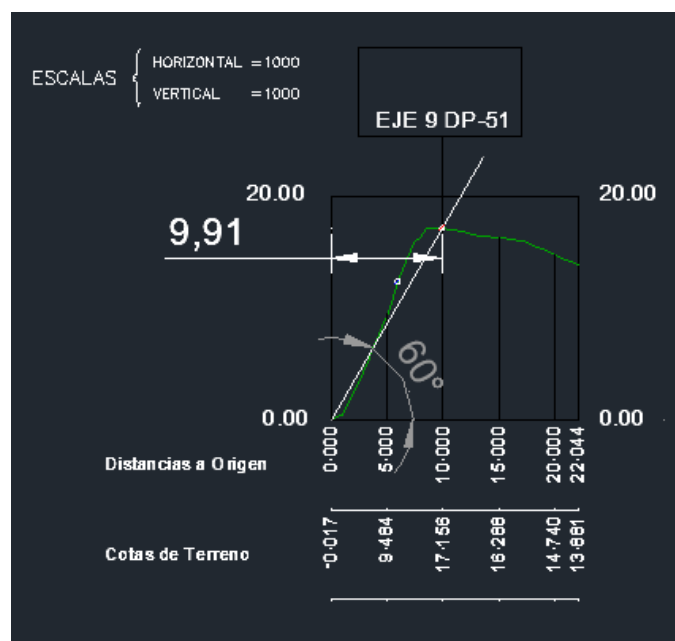 ESCALAS { HORIZONTAL =1000
VERTICAL =1000
EJE 9 DP-51
20.00 20.00
9,91
60°
0.00 0.00
Distancias a Origen 0+000 5+000 10+000 15+000 20+000 22+044
Cotas de Terreno -0.017 9.484 17.156 16.288 14.740 13.881